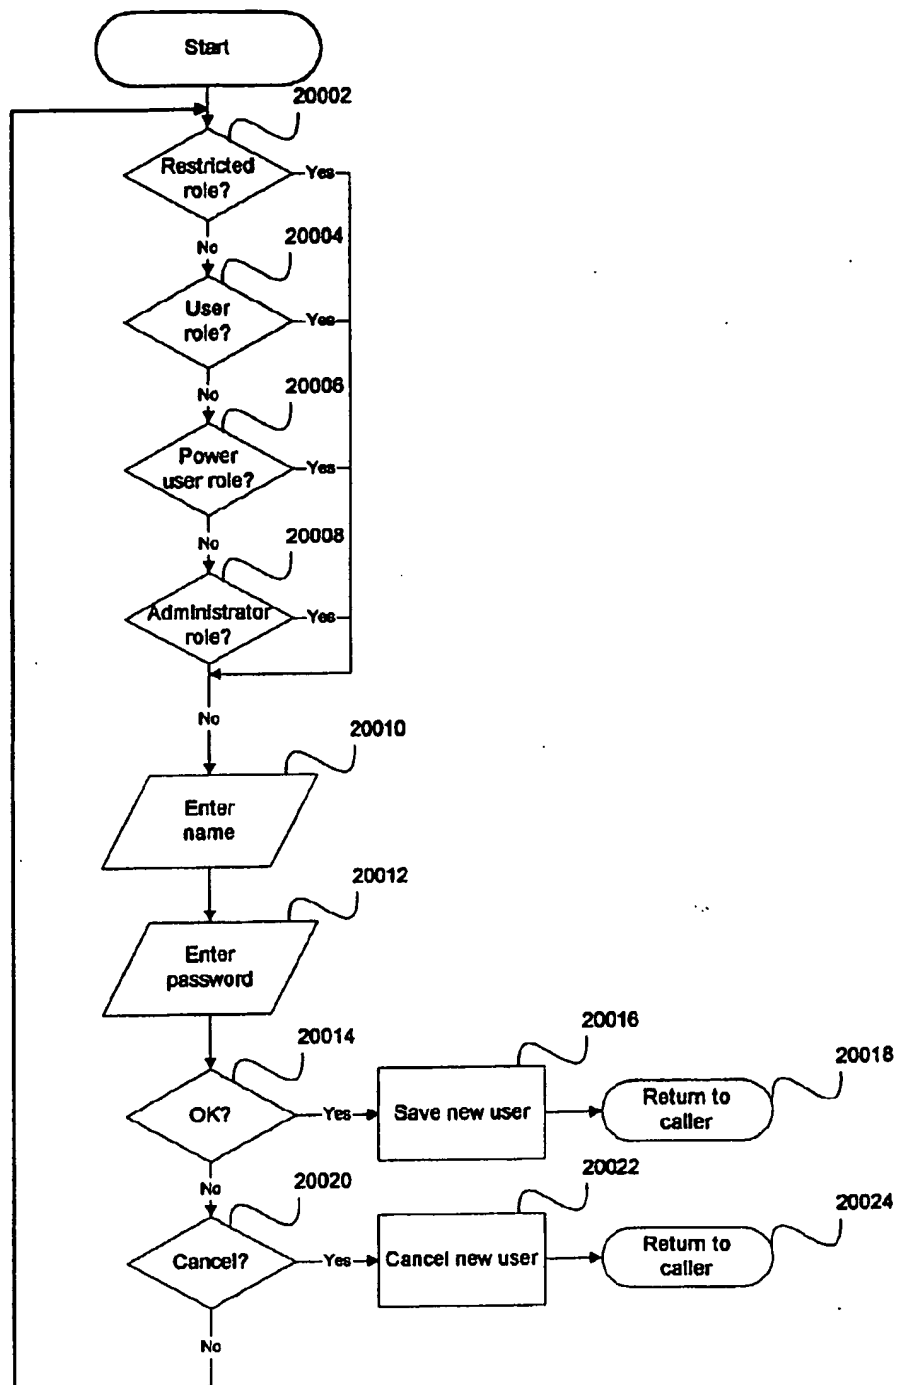 Start
20002
Restricted
role?
Yes
No
20004
User
role?
Yes
No
20006
Power
user role?
Yes
No
20008
Administrator
role?
Yes
No
20010
Enter
name
20012
Enter
password
20014
OK?
Yes
20016
Save new user
20018
Return to
caller
No
20020
Cancel?
Yes
20022
Cancel new user
20024
Return to
caller
No